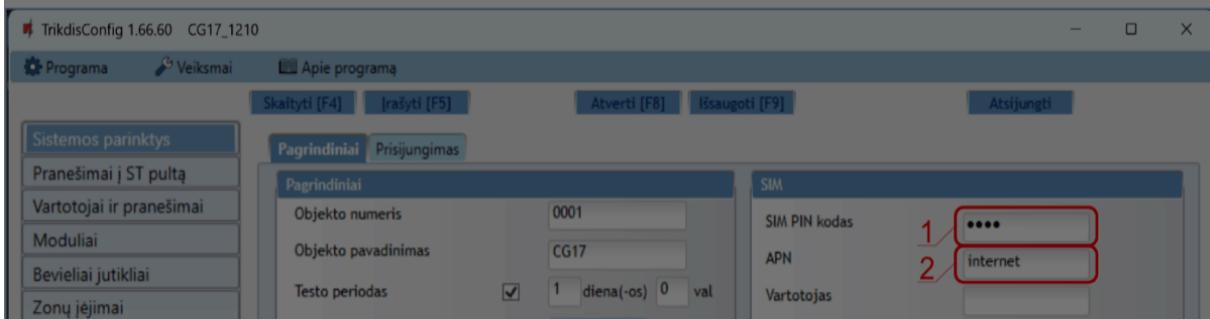 TrikdisConfig 1.66.60 CG17_1210
Programa Veiksmai Apie programą
Skaityti [F4] Įrašyti [F5] Atverti [F8] Išsaugoti [F9] Atsijungti
Sistemos parinktys
Pranešimai į ST pultą
Vartotojai ir pranešimai
Moduliai
Bevieliai jutikliai
Zonų įėjimai
Pagrindiniai Prisijungimas
Pagrindiniai
Objekto numeris 0001
Objekto pavadinimas CG17
Testo periodas 1 diena(-os) 0 val
SIM
SIM PIN kodas 1 ••••
APN 2 internet
Vartotojas